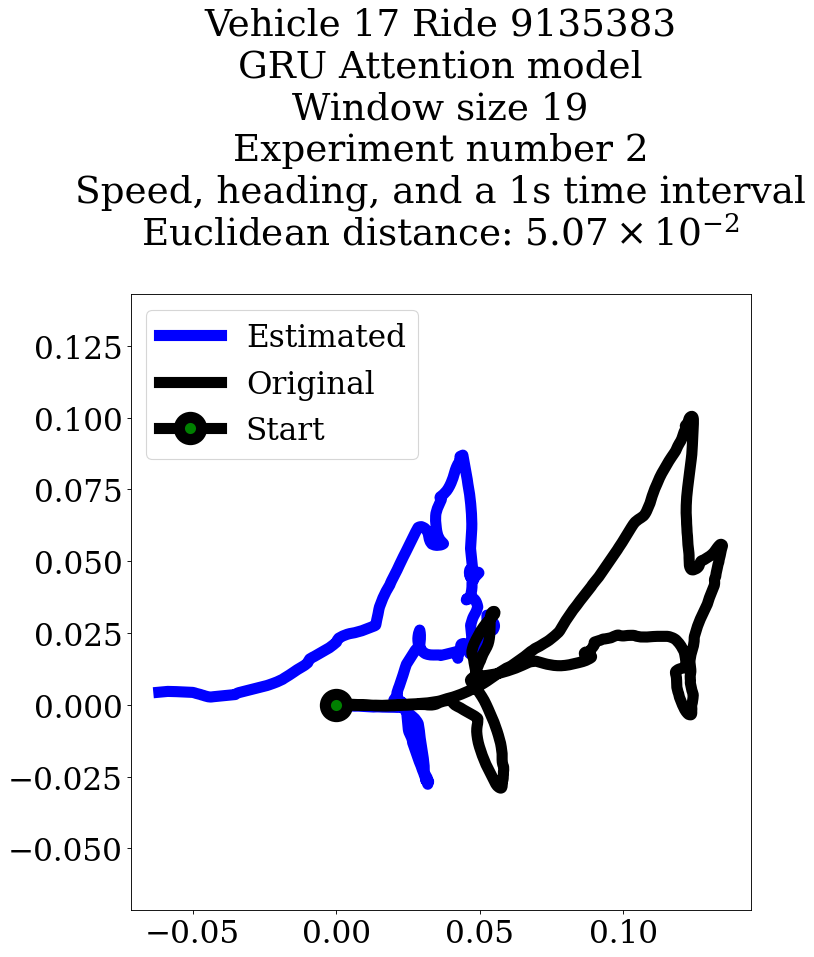 Vehicle 17 Ride 9135383
GRU Attention model
Window size 19
Experiment number 2
Speed, heading, and a 1s time interval
Euclidean distance: 5.07 × 10⁻²
Estimated
Original
Start
0.125
0.100
0.075
0.050
0.025
0.000
−0.025
−0.050
−0.05 0.00 0.05 0.10